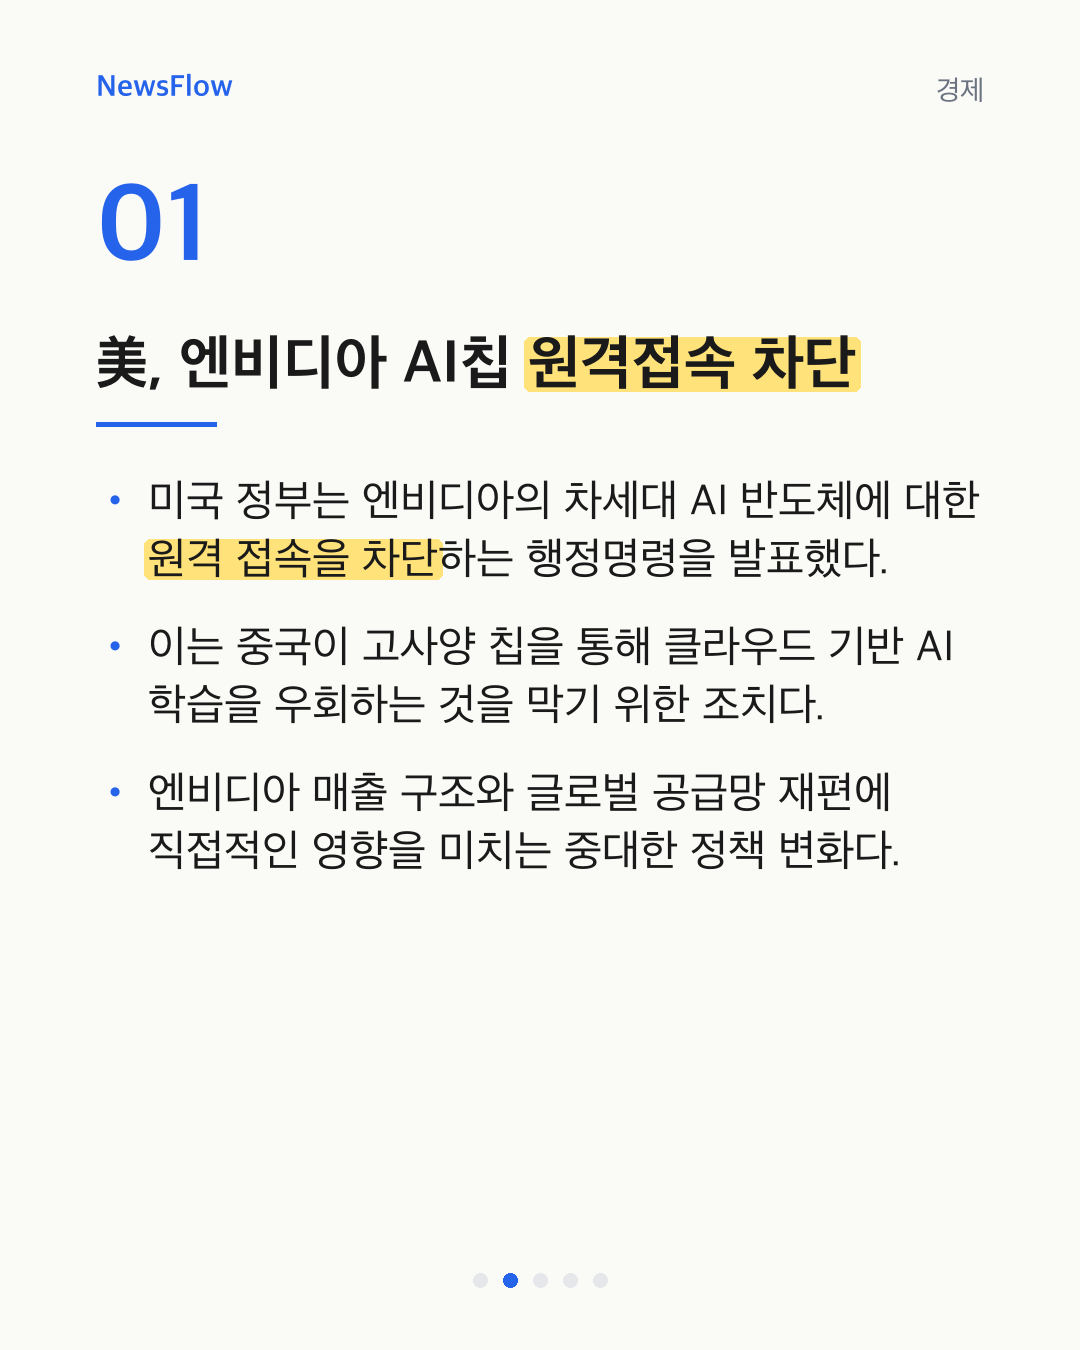 NewsFlow
경제
01
美, 엔비디아 AI칩 원격접속 차단
• 미국 정부는 엔비디아의 차세대 AI 반도체에 대한
원격 접속을 차단하는 행정명령을 발표했다.
• 이는 중국이 고사양 칩을 통해 클라우드 기반 AI
학습을 우회하는 것을 막기 위한 조치다.
• 엔비디아 매출 구조와 글로벌 공급망 재편에
직접적인 영향을 미치는 중대한 정책 변화다.